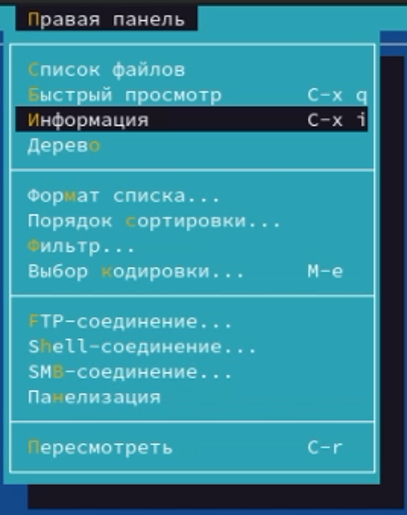 Правая панель
Список файлов
Быстрый просмотр C-x q
Информация C-x i
Дерево
Формат списка...
Порядок сортировки...
Фильтр...
Выбор кодировки... M-e
FTP-соединение...
Shell-соединение...
SMB-соединение...
Панелизация
Пересмотреть C-r